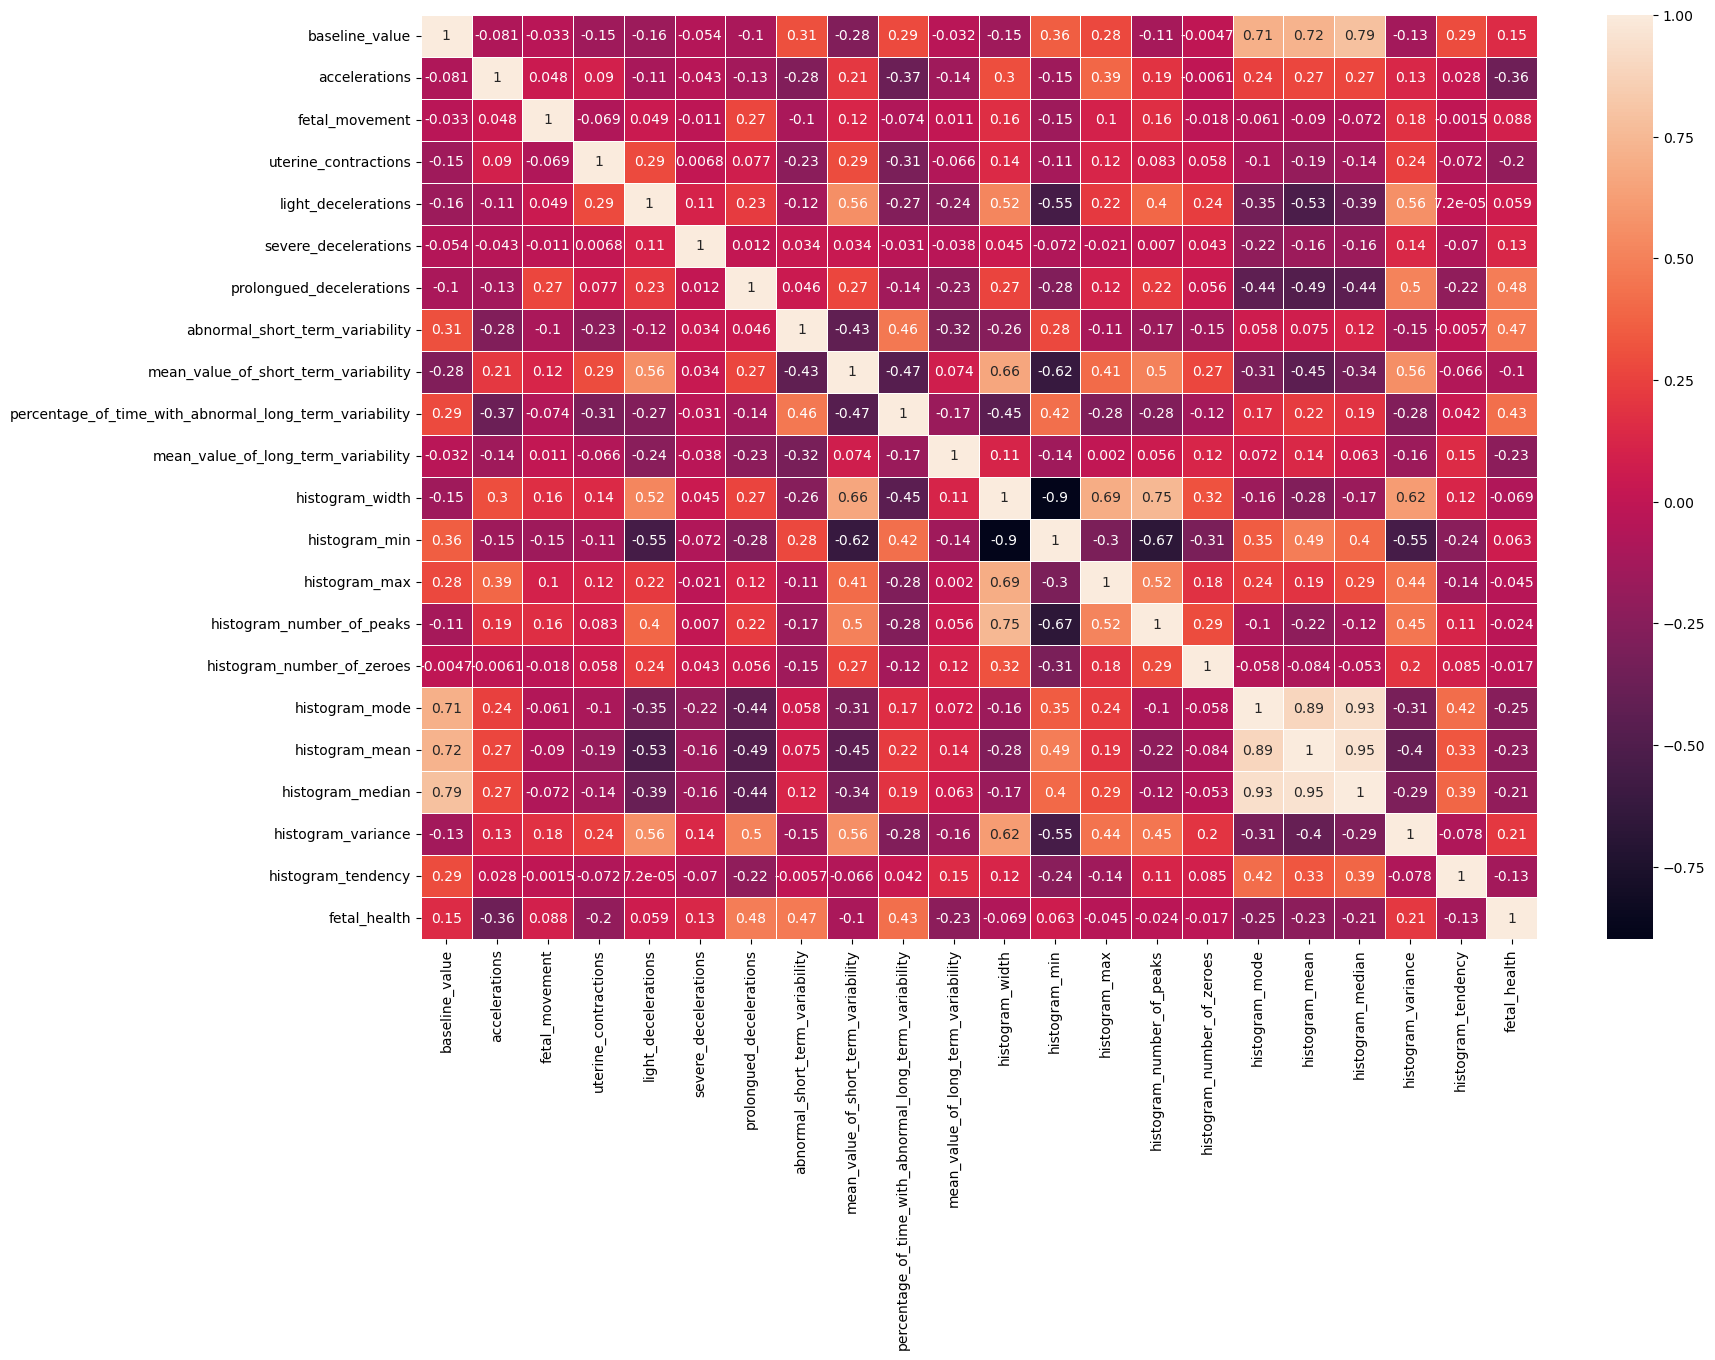 baseline_value 1 -0.081 -0.033 -0.15 -0.16 -0.054 -0.1 0.31 -0.28 0.29 -0.032 -0.15 0.36 0.28 -0.11 -0.0047 0.71 0.72 0.79 -0.13 0.29 0.15
accelerations -0.081 1 0.048 0.09 -0.11 -0.043 -0.13 -0.28 0.21 -0.37 -0.14 0.3 -0.15 0.39 0.19 -0.0061 0.24 0.27 0.27 0.13 0.028 -0.36
fetal_movement -0.033 0.048 1 -0.069 0.049 -0.011 0.27 -0.1 0.12 -0.074 0.011 0.16 -0.15 0.1 0.16 -0.018 -0.061 -0.09 -0.072 0.18 -0.0015 0.088
uterine_contractions -0.15 0.09 -0.069 1 0.29 0.0068 0.077 -0.23 0.29 -0.31 -0.066 0.14 -0.11 0.12 0.083 0.058 -0.1 -0.19 -0.14 0.24 -0.072 -0.2
light_decelerations -0.16 -0.11 0.049 0.29 1 0.11 0.23 -0.12 0.56 -0.27 -0.24 0.52 -0.55 0.22 0.4 0.24 -0.35 -0.53 -0.39 0.56 7.2e-05 0.059
severe_decelerations -0.054 -0.043 -0.011 0.0068 0.11 1 0.012 0.034 0.034 -0.031 -0.038 0.045 -0.072 -0.021 0.007 0.043 -0.22 -0.16 -0.16 0.14 -0.07 0.13
prolongued_decelerations -0.1 -0.13 0.27 0.077 0.23 0.012 1 0.046 0.27 -0.14 -0.23 0.27 -0.28 0.12 0.22 0.056 -0.44 -0.49 -0.44 0.5 -0.22 0.48
abnormal_short_term_variability 0.31 -0.28 -0.1 -0.23 -0.12 0.034 0.046 1 -0.43 0.46 -0.32 -0.26 0.28 -0.11 -0.17 -0.15 0.058 0.075 0.12 -0.15 -0.0057 0.47
mean_value_of_short_term_variability -0.28 0.21 0.12 0.29 0.56 0.034 0.27 -0.43 1 -0.47 0.074 0.66 -0.62 0.41 0.5 0.27 -0.31 -0.45 -0.34 0.56 -0.066 -0.1
percentage_of_time_with_abnormal_long_term_variability 0.29 -0.37 -0.074 -0.31 -0.27 -0.031 -0.14 0.46 -0.47 1 -0.17 -0.45 0.42 -0.28 -0.28 -0.12 0.17 0.22 0.19 -0.28 0.042 0.43
mean_value_of_long_term_variability -0.032 -0.14 0.011 -0.066 -0.24 -0.038 -0.23 -0.32 0.074 -0.17 1 0.11 -0.14 0.002 0.056 0.12 0.072 0.14 0.063 -0.16 0.15 -0.23
histogram_width -0.15 0.3 0.16 0.14 0.52 0.045 0.27 -0.26 0.66 -0.45 0.11 1 -0.9 0.69 0.75 0.32 -0.16 -0.28 -0.17 0.62 0.12 -0.069
histogram_min 0.36 -0.15 -0.15 -0.11 -0.55 -0.072 -0.28 0.28 -0.62 0.42 -0.14 -0.9 1 -0.3 -0.67 -0.31 0.35 0.49 0.4 -0.55 -0.24 0.063
histogram_max 0.28 0.39 0.1 0.12 0.22 -0.021 0.12 -0.11 0.41 -0.28 0.002 0.69 -0.3 1 0.52 0.18 0.24 0.19 0.29 0.44 -0.14 -0.045
histogram_number_of_peaks -0.11 0.19 0.16 0.083 0.4 0.007 0.22 -0.17 0.5 -0.28 0.056 0.75 -0.67 0.52 1 0.29 -0.1 -0.22 -0.12 0.45 0.11 -0.024
histogram_number_of_zeroes -0.0047 -0.0061 -0.018 0.058 0.24 0.043 0.056 -0.15 0.27 -0.12 0.12 0.32 -0.31 0.18 0.29 1 -0.058 -0.084 -0.053 0.2 0.085 -0.017
histogram_mode 0.71 0.24 -0.061 -0.1 -0.35 -0.22 -0.44 0.058 -0.31 0.17 0.072 -0.16 0.35 0.24 -0.1 -0.058 1 0.89 0.93 -0.31 0.42 -0.25
histogram_mean 0.72 0.27 -0.09 -0.19 -0.53 -0.16 -0.49 0.075 -0.45 0.22 0.14 -0.28 0.49 0.19 -0.22 -0.084 0.89 1 0.95 -0.4 0.33 -0.23
histogram_median 0.79 0.27 -0.072 -0.14 -0.39 -0.16 -0.44 0.12 -0.34 0.19 0.063 -0.17 0.4 0.29 -0.12 -0.053 0.93 0.95 1 -0.29 0.39 -0.21
histogram_variance -0.13 0.13 0.18 0.24 0.56 0.14 0.5 -0.15 0.56 -0.28 -0.16 0.62 -0.55 0.44 0.45 0.2 -0.31 -0.4 -0.29 1 -0.078 0.21
histogram_tendency 0.29 0.028 -0.0015 -0.072 7.2e-05 -0.07 -0.22 -0.0057 -0.066 0.042 0.15 0.12 -0.24 -0.14 0.11 0.085 0.42 0.33 0.39 -0.078 1 -0.13
fetal_health 0.15 -0.36 0.088 -0.2 0.059 0.13 0.48 0.47 -0.1 0.43 -0.23 -0.069 0.063 -0.045 -0.024 -0.017 -0.25 -0.23 -0.21 0.21 -0.13 1
baseline_value
accelerations
fetal_movement
uterine_contractions
light_decelerations
severe_decelerations
prolongued_decelerations
abnormal_short_term_variability
mean_value_of_short_term_variability
percentage_of_time_with_abnormal_long_term_variability
mean_value_of_long_term_variability
histogram_width
histogram_min
histogram_max
histogram_number_of_peaks
histogram_number_of_zeroes
histogram_mode
histogram_mean
histogram_median
histogram_variance
histogram_tendency
fetal_health
1.00
0.75
0.50
0.25
0.00
−0.25
−0.50
−0.75